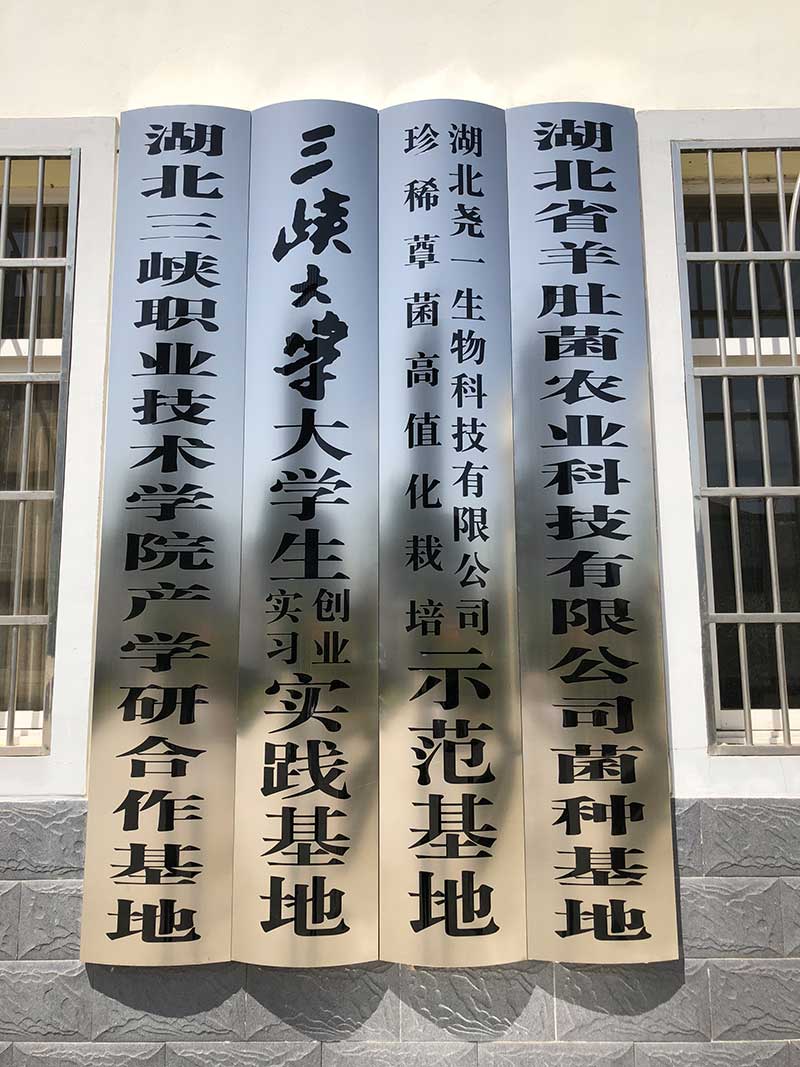 湖北三峡职业技术学院产学研合作基地
三峡大学大学生创业实习实践基地
湖北尧一生物科技有限公司
珍稀蕈菌高值化栽培
示范基地
湖北省羊肚菌农业科技有限公司菌种基地